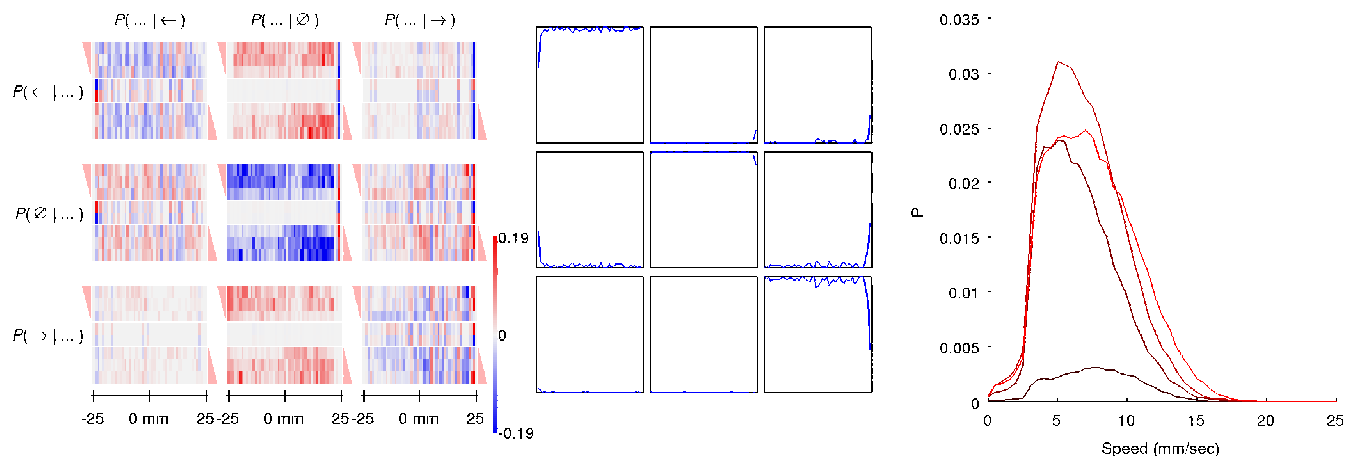 P( ... | ← ) P( ... | ∅ ) P( ... | → )
P( ← | ... )
P( ∅ | ... )
P( → | ... )
0.19
0
-0.19
-25 0 mm 25
-25 0 mm 25
-25 0 mm 25
0.035
0.03
0.025
0.02
0.015
0.01
0.005
0
P
0 5 10 15 20 25
Speed (mm/sec)